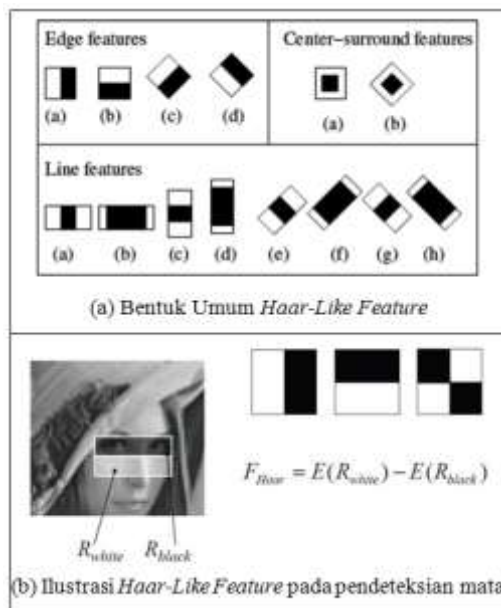 Edge features
(a) (b) (c) (d)
Center-surround features
(a) (b)
Line features
(a) (b) (c) (d) (e) (f) (g) (h)
(a) Bentuk Umum Haar-Like Feature
F_Haar = E(R_white) − E(R_black)
R_white R_black
(b) Ilustrasi Haar-Like Feature pada pendeteksian mata